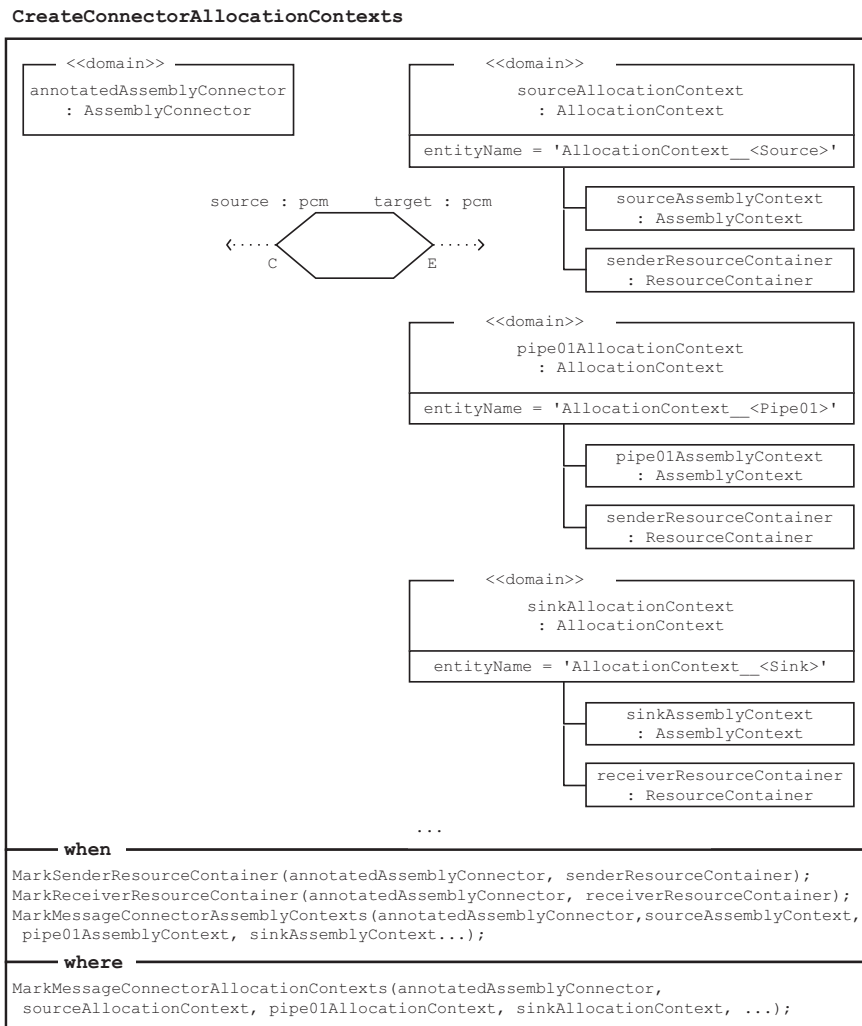 CreateConnectorAllocationContexts
<<domain>>
annotatedAssemblyConnector
: AssemblyConnector
<<domain>>
sourceAllocationContext
: AllocationContext
entityName = 'AllocationContext__<Source>'
sourceAssemblyContext
: AssemblyContext
senderResourceContainer
: ResourceContainer
source : pcm
target : pcm
C
E
<<domain>>
pipe01AllocationContext
: AllocationContext
entityName = 'AllocationContext__<Pipe01>'
pipe01AssemblyContext
: AssemblyContext
senderResourceContainer
: ResourceContainer
<<domain>>
sinkAllocationContext
: AllocationContext
entityName = 'AllocationContext__<Sink>'
sinkAssemblyContext
: AssemblyContext
receiverResourceContainer
: ResourceContainer
...
when
MarkSenderResourceContainer(annotatedAssemblyConnector, senderResourceContainer);
MarkReceiverResourceContainer(annotatedAssemblyConnector, receiverResourceContainer);
MarkMessageConnectorAssemblyContexts(annotatedAssemblyConnector,sourceAssemblyContext,
pipe01AssemblyContext, sinkAssemblyContext...);
where
MarkMessageConnectorAllocationContexts(annotatedAssemblyConnector,
sourceAllocationContext, pipe01AllocationContext, sinkAllocationContext, ...);